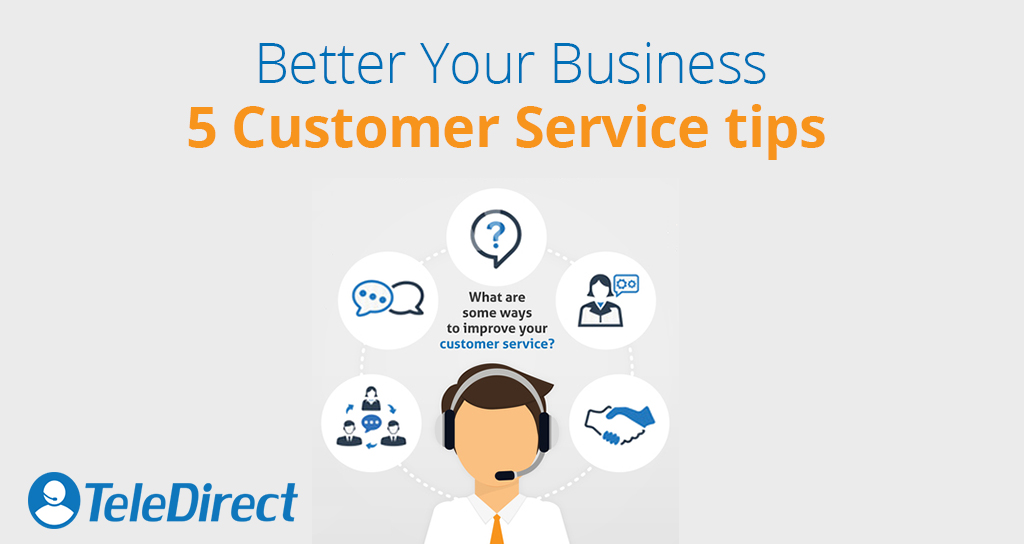 Better Your Business
5 Customer Service tips
?
What are
some ways
to improve your
customer service?
TeleDirect